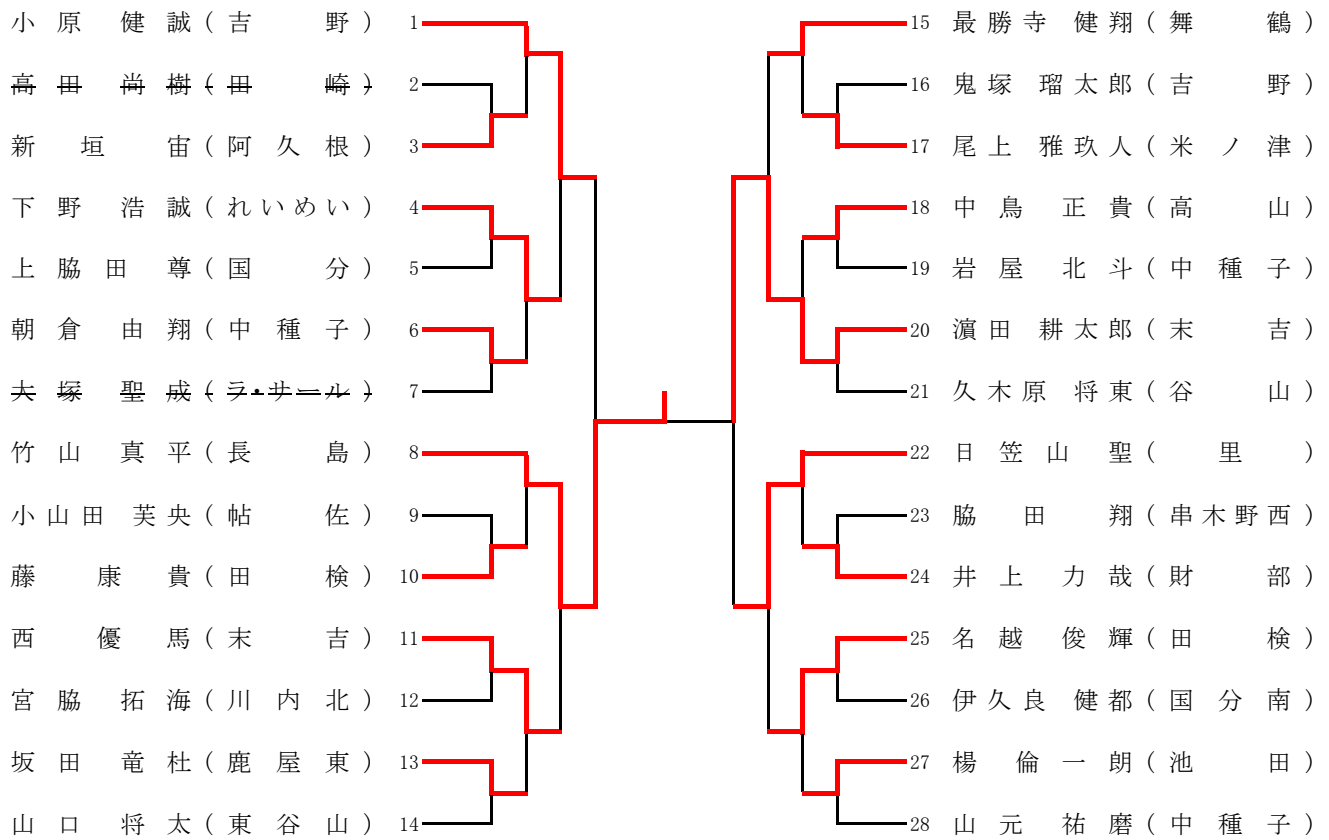 小原 健誠(吉 野) 1
高田 尚樹(田 崎) 2
新垣 宙(阿久根) 3
下野 浩誠(れいめい) 4
上脇田 尊(国 分) 5
朝倉 由翔(中種子) 6
大塚 聖成(ラ・サール) 7
竹山 真平(長 島) 8
小山田 芙央(帖 佐) 9
藤 康貴(田 検) 10
西 優馬(末 吉) 11
宮脇 拓海(川内北) 12
坂田 竜杜(鹿屋東) 13
山口 将太(東谷山) 14
15 最勝寺 健翔(舞 鶴)
16 鬼塚 瑠太郎(吉 野)
17 尾上 雅玖人(米ノ津)
18 中鳥 正貴(高 山)
19 岩屋 北斗(中種子)
20 濵田 耕太郎(末 吉)
21 久木原 将東(谷 山)
22 日笠山 聖( 里 )
23 脇田 翔(串木野西)
24 井上 力哉(財 部)
25 名越 俊輝(田 検)
26 伊久良 健都(国分南)
27 楊 倫一朗(池 田)
28 山元 祐磨(中種子)